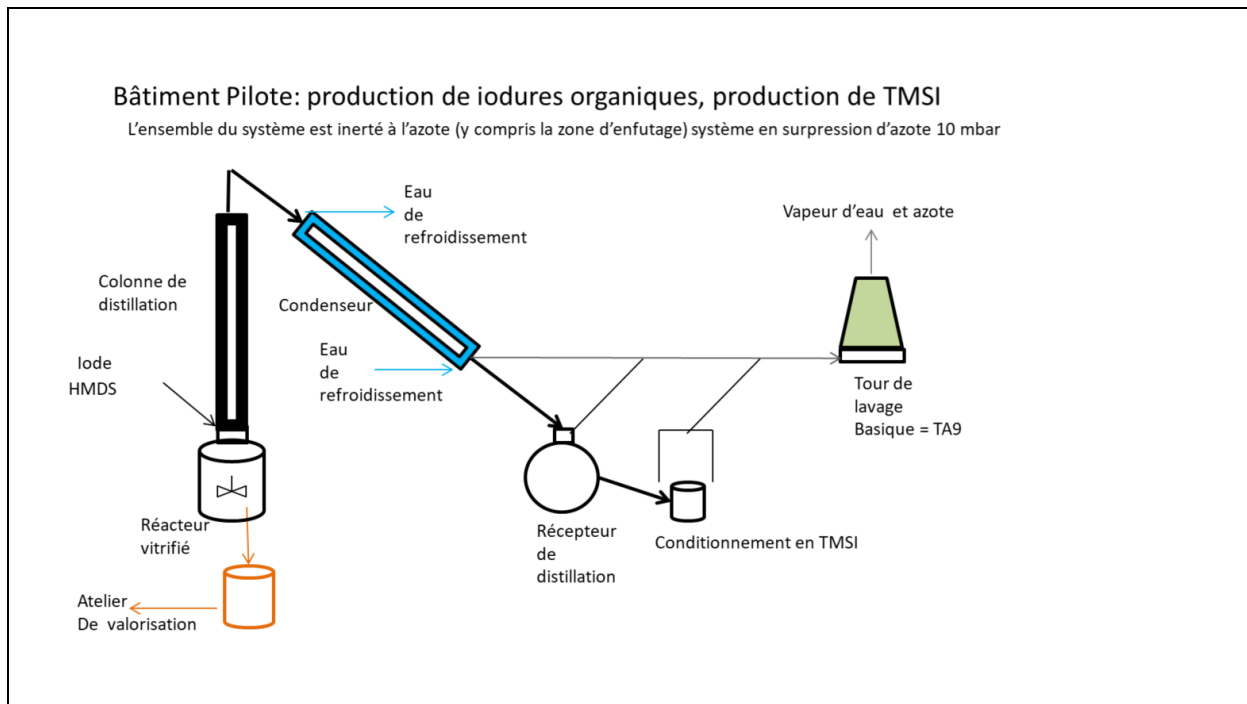 Bâtiment Pilote: production de iodures organiques, production de TMSI
L'ensemble du système est inerté à l'azote (y compris la zone d'enfutage) système en surpression d'azote 10 mbar
Eau
de
refroidissement
Vapeur d'eau et azote
Colonne de
distillation
Condenseur
Iode
HMDS
Eau
de
refroidissement
Tour de
lavage
Basique = TA9
Réacteur
vitrifié
Récepteur
de
distillation
Conditionnement en TMSI
Atelier
De valorisation